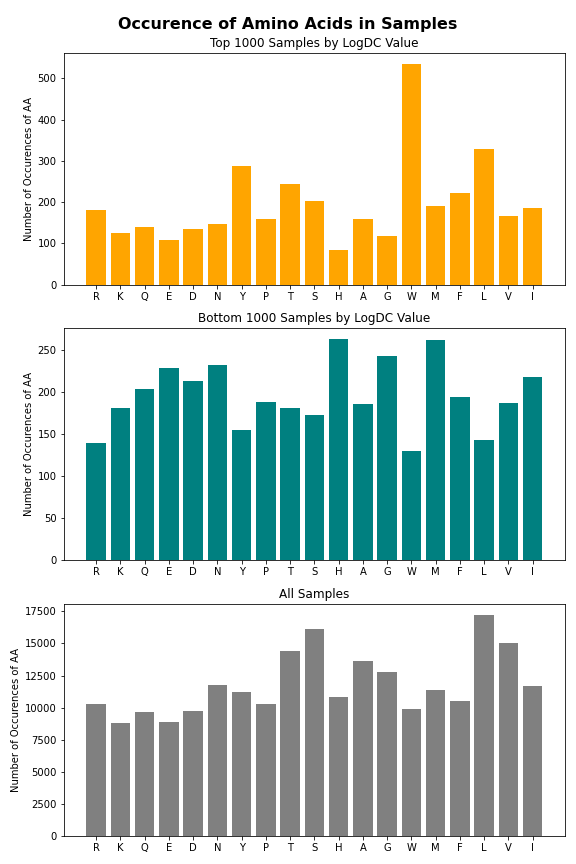 Occurence of Amino Acids in Samples
Top 1000 Samples by LogDC Value
Number of Occurences of AA
500
400
300
200
100
0
R K Q E D N Y P T S H A G W M F L V I
Bottom 1000 Samples by LogDC Value
Number of Occurences of AA
250
200
150
100
50
0
R K Q E D N Y P T S H A G W M F L V I
All Samples
Number of Occurences of AA
17500
15000
12500
10000
7500
5000
2500
0
R K Q E D N Y P T S H A G W M F L V I